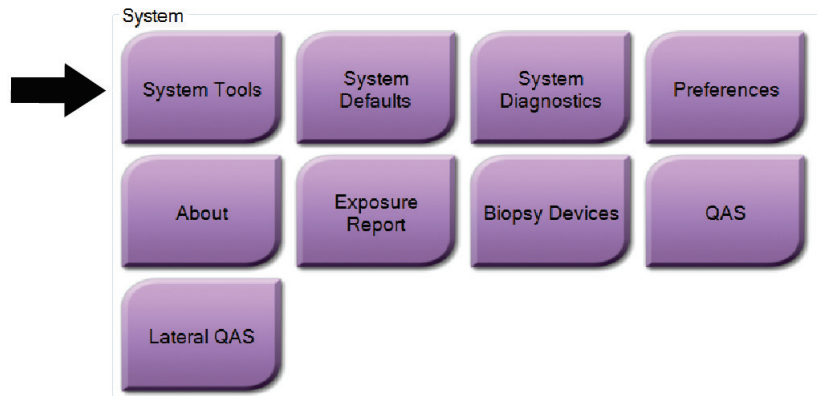 System
System Tools
System
Defaults
System
Diagnostics
Preferences
About
Exposure
Report
Biopsy Devices
QAS
Lateral QAS